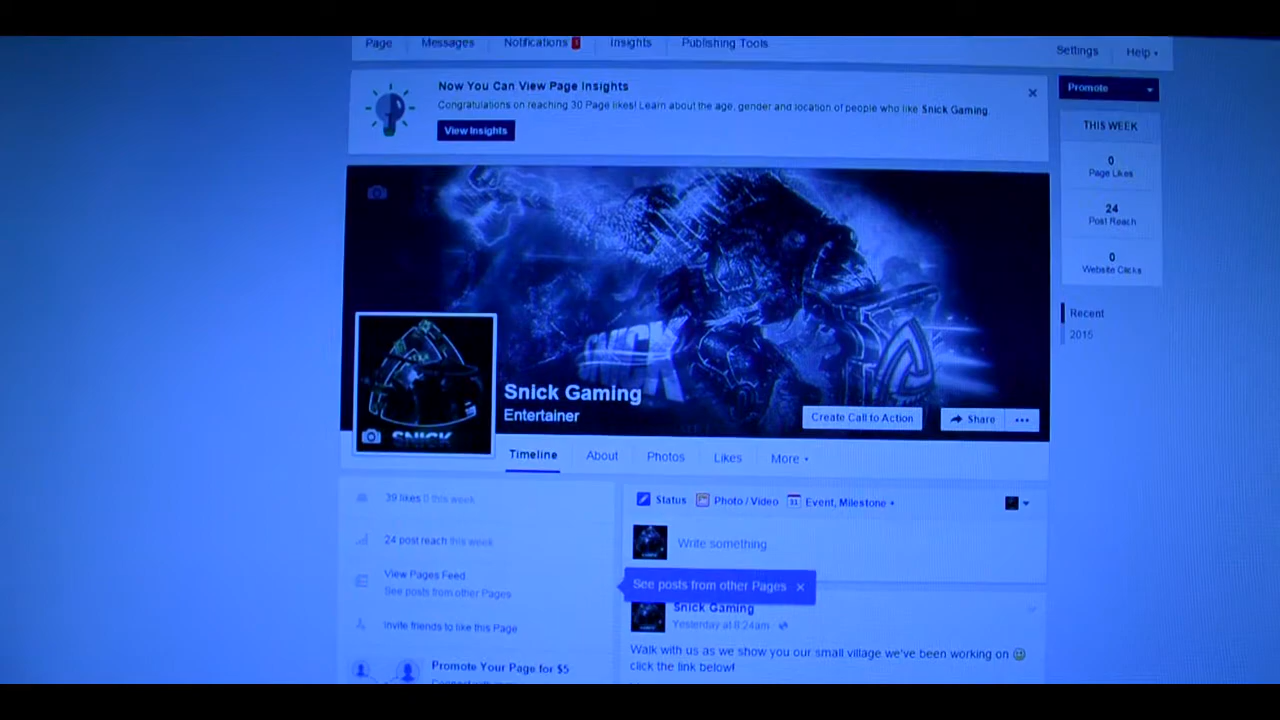 Page Messages Notifications 1 Insights Publishing Tools Settings Help
Now You Can View Page Insights
Congratulations on reaching 30 Page likes! Learn about the age, gender and location of people who like Snick Gaming.
View Insights
Promote
THIS WEEK
0
Page Likes
24
Post Reach
0
Website Clicks
Recent
2015
SNICK
SNICK
Snick Gaming
Entertainer
Create Call to Action Share ...
Timeline About Photos Likes More
39 likes 0 this week
24 post reach this week
View Pages Feed
See posts from other Pages
Invite friends to like this Page
Promote Your Page for $5
Status Photo / Video 31 Event, Milestone +
Write something
See posts from other Pages ×
Snick Gaming
Yesterday at 8:24am
Walk with us as we show you our small village we've been working on
click the link below!